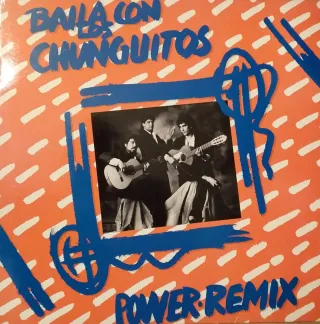 BAILA CON
LOS
CHUNGUITOS
POWER·REMIX